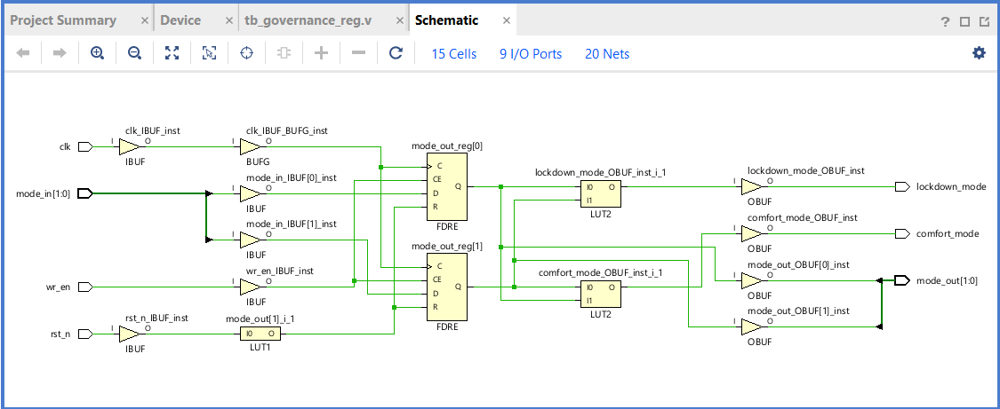 Project Summary × Device × tb_governance_reg.v × Schematic ×
?
15 Cells 9 I/O Ports 20 Nets
clk
clk_IBUF_inst
I O
IBUF
clk_IBUF_BUFG_inst
I O
BUFG
mode_in[1:0]
mode_in_IBUF[0]_inst
I O
IBUF
mode_in_IBUF[1]_inst
I O
IBUF
wr_en
wr_en_IBUF_inst
I O
IBUF
rst_n
rst_n_IBUF_inst
I O
IBUF
mode_out[1]_i_1
I0 O
LUT1
mode_out_reg[0]
C
CE
D Q
R
FDRE
mode_out_reg[1]
C
CE
D Q
R
FDRE
lockdown_mode_OBUF_inst_i_1
I0 O
I1
LUT2
comfort_mode_OBUF_inst_i_1
I0 O
I1
LUT2
lockdown_mode_OBUF_inst
I O
OBUF
lockdown_mode
comfort_mode_OBUF_inst
I O
OBUF
comfort_mode
mode_out_OBUF[0]_inst
I O
OBUF
mode_out[1:0]
mode_out_OBUF[1]_inst
I O
OBUF